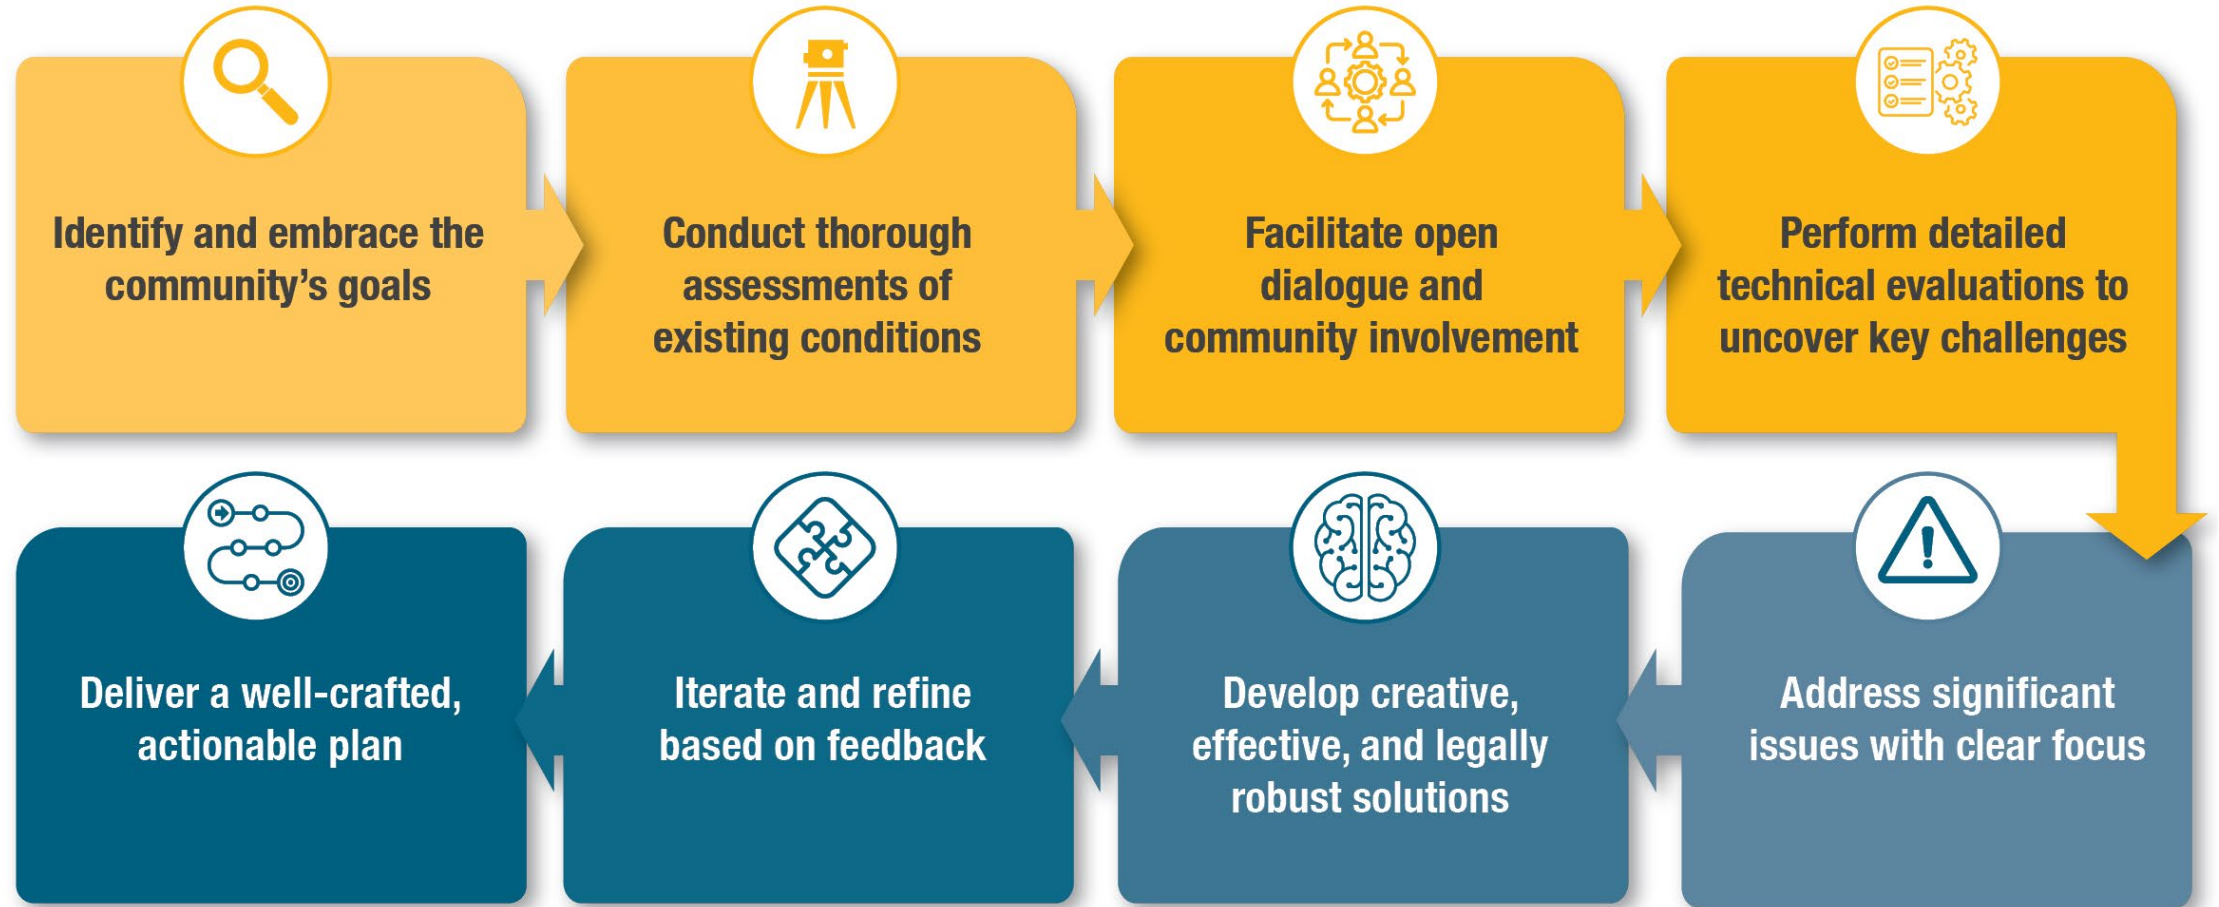 Identify and embrace the
community’s goals
Conduct thorough
assessments of
existing conditions
Facilitate open
dialogue and
community involvement
Perform detailed
technical evaluations to
uncover key challenges
Address significant
issues with clear focus
Develop creative,
effective, and legally
robust solutions
Iterate and refine
based on feedback
Deliver a well-crafted,
actionable plan